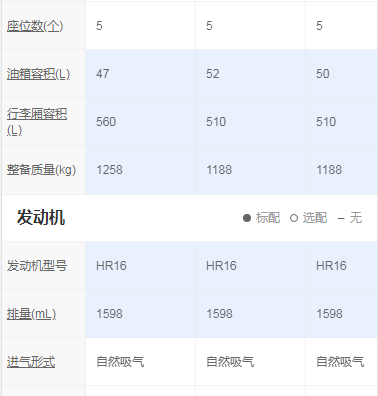 座位数(个) 5 5 5
油箱容积(L) 47 52 50
行李厢容积
(L) 560 510 510
整备质量(kg) 1258 1188 1188
发动机 ● 标配 ○ 选配 － 无
发动机型号 HR16 HR16 HR16
排量(mL) 1598 1598 1598
进气形式 自然吸气 自然吸气 自然吸气